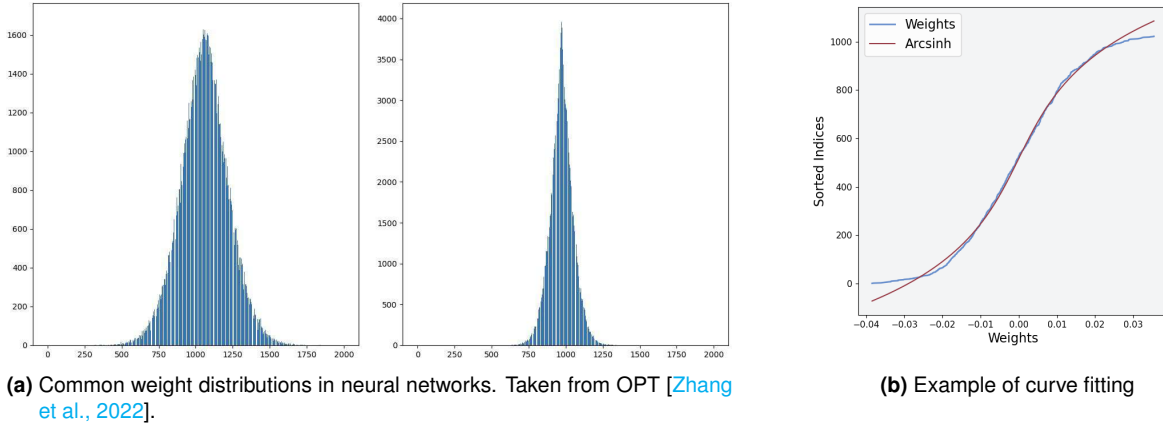 1600
1400
1200
1000
800
600
400
200
0
0 250 500 750 1000 1250 1500 1750 2000
4000
3500
3000
2500
2000
1500
1000
500
0
0 250 500 750 1000 1250 1500 1750 2000
(a) Common weight distributions in neural networks. Taken from OPT [Zhang
et al., 2022].
Weights
Arcsinh
Sorted Indices
1000
800
600
400
200
0
−0.04 −0.03 −0.02 −0.01 0.00 0.01 0.02 0.03
Weights
(b) Example of curve fitting